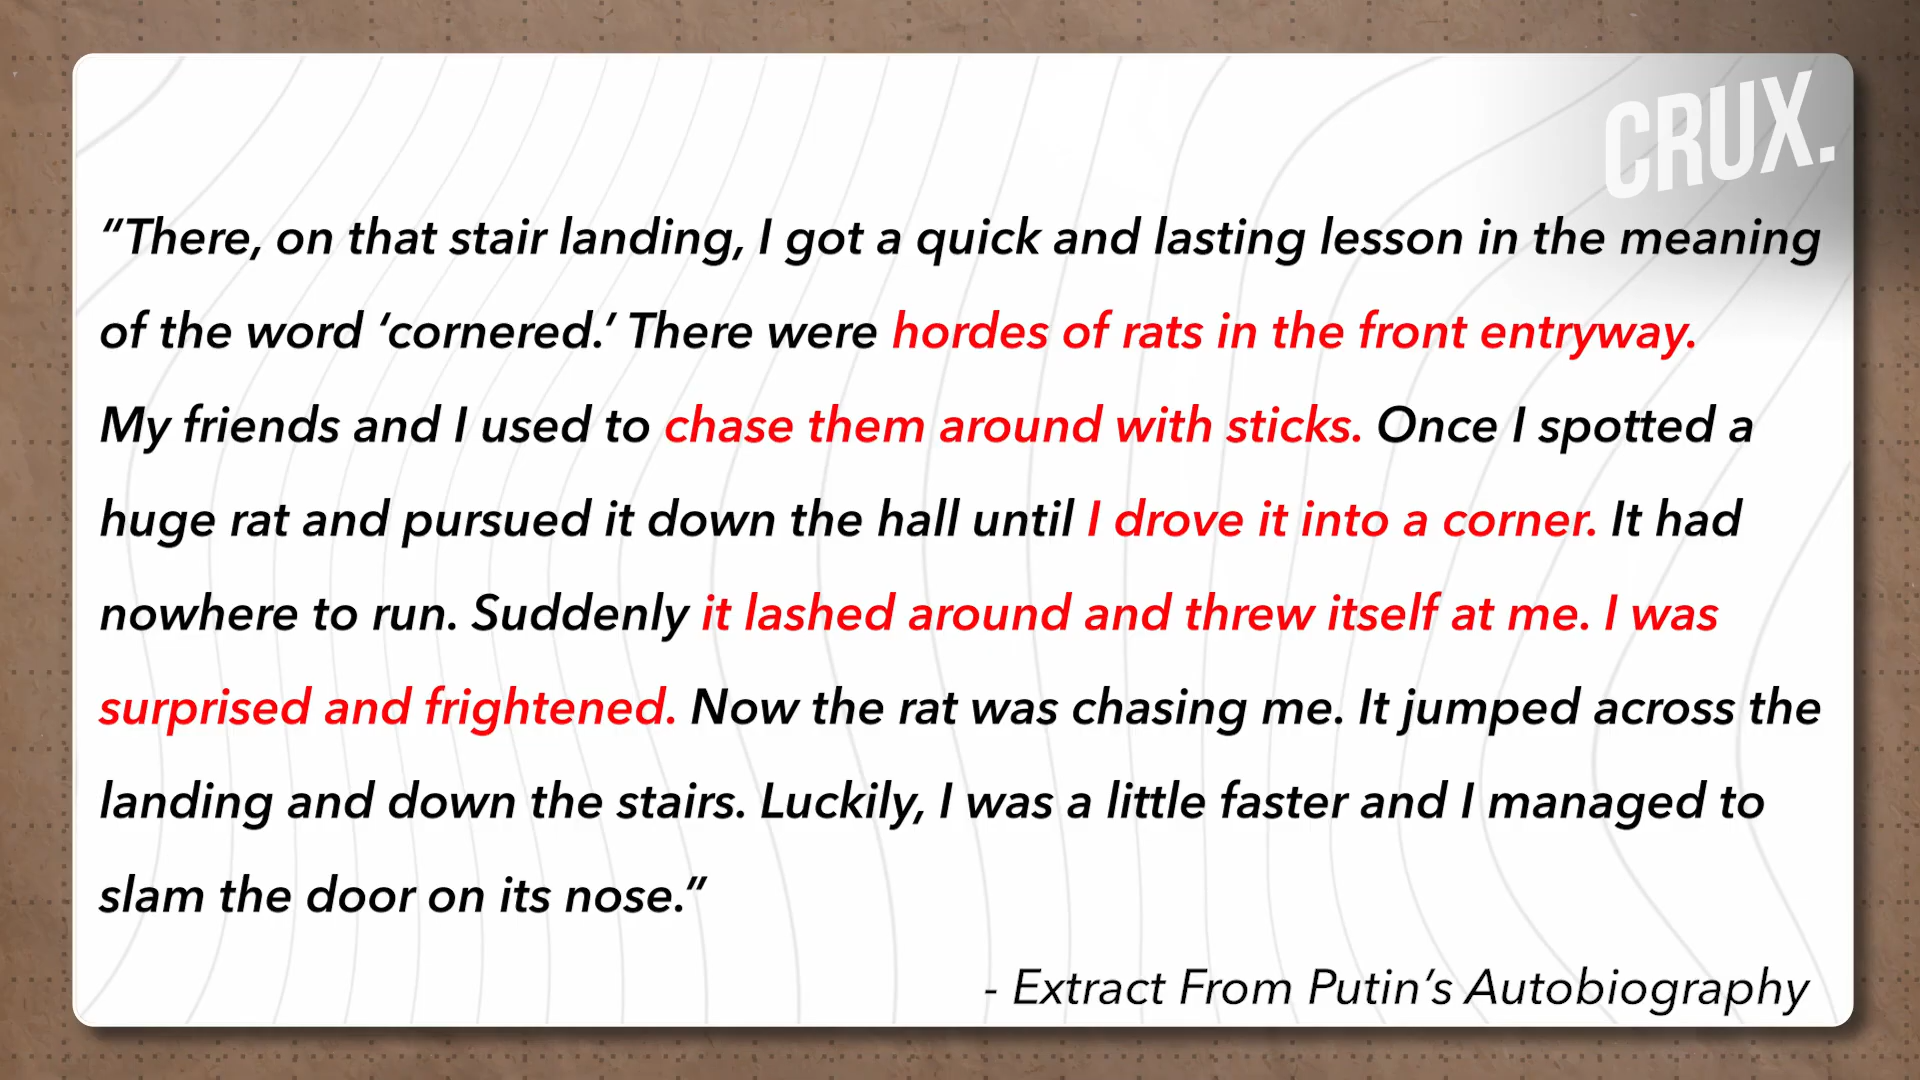 CRUX.
“There, on that stair landing, I got a quick and lasting lesson in the meaning
of the word ‘cornered.’ There were hordes of rats in the front entryway.
My friends and I used to chase them around with sticks. Once I spotted a
huge rat and pursued it down the hall until I drove it into a corner. It had
nowhere to run. Suddenly it lashed around and threw itself at me. I was
surprised and frightened. Now the rat was chasing me. It jumped across the
landing and down the stairs. Luckily, I was a little faster and I managed to
slam the door on its nose.”
- Extract From Putin‘s Autobiography